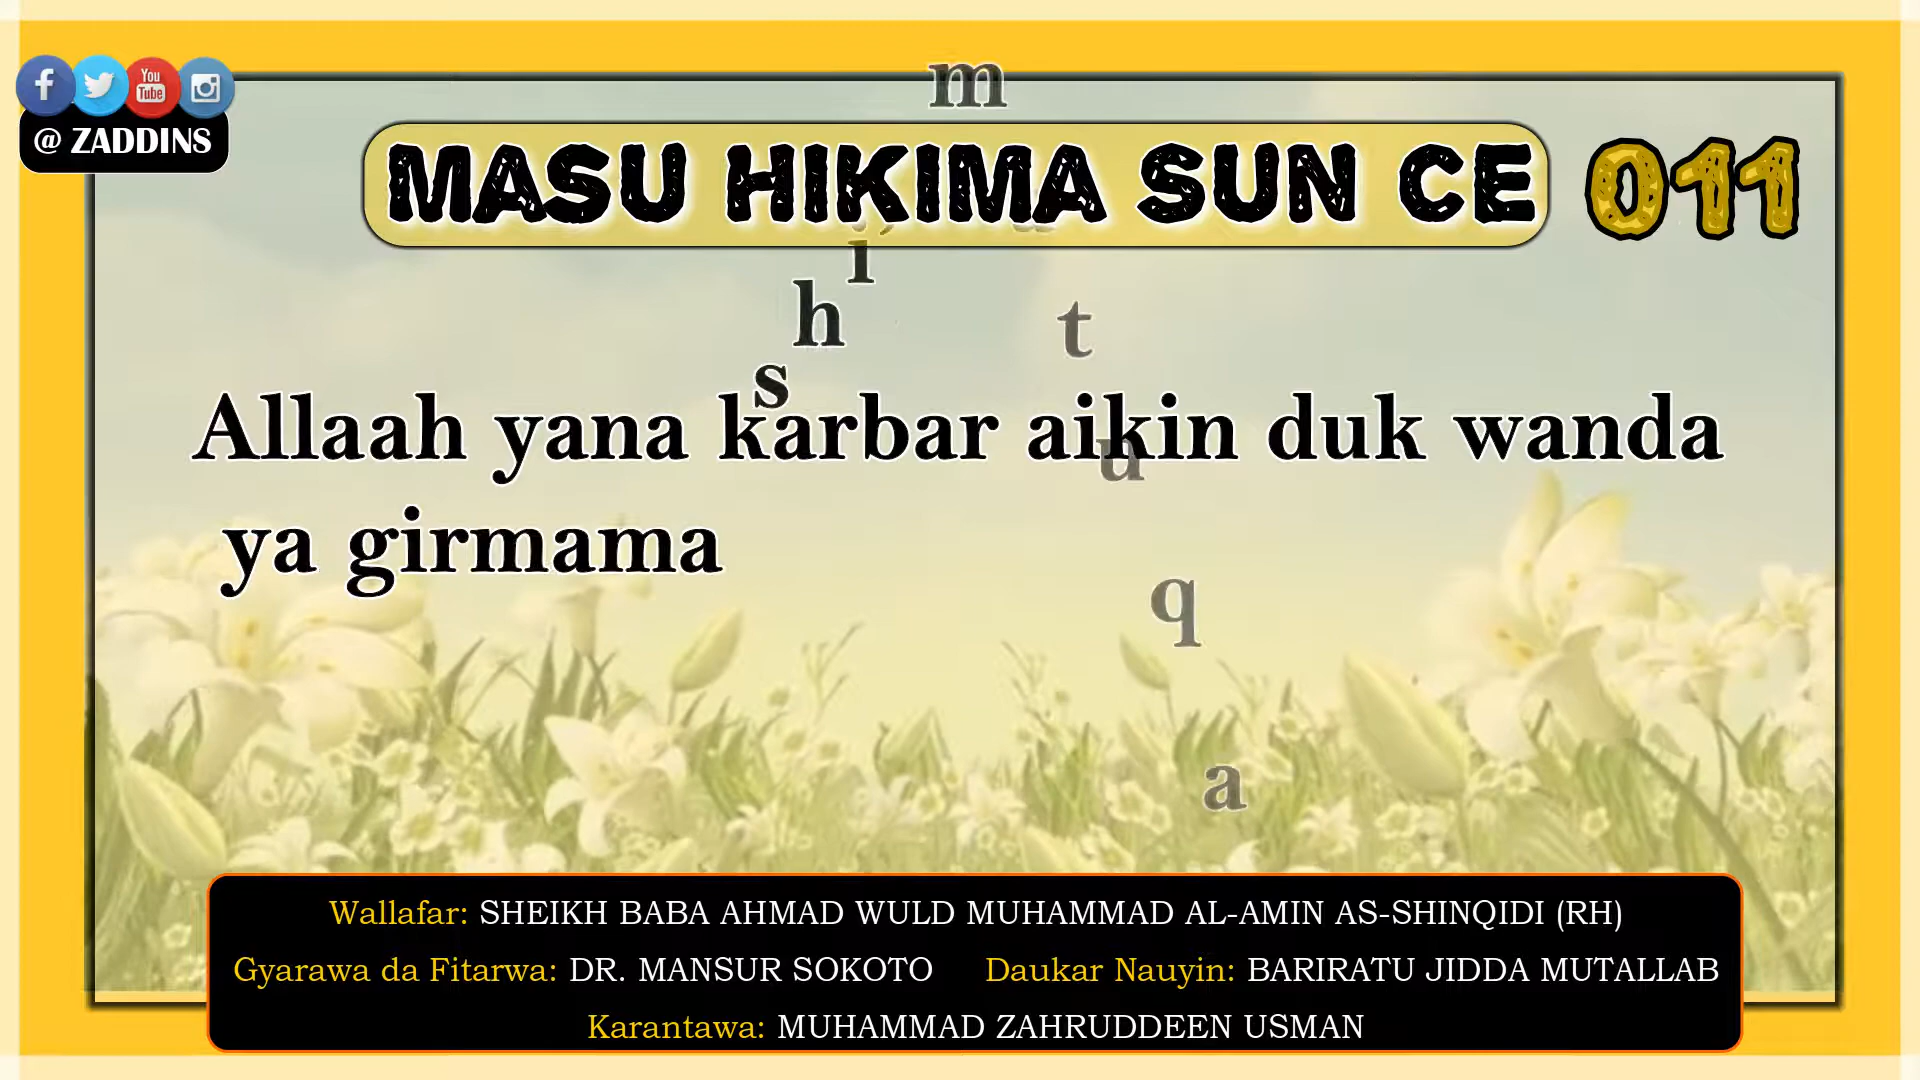 @ ZADDINS
MASU HIKIMA SUN CE 011
Allaah yana karbar aikin duk wanda
ya girmama
m
i
h
t
s
u
q
a
Wallafar: SHEIKH BABA AHMAD WULD MUHAMMAD AL-AMIN AS-SHINQIDI (RH)
Gyarawa da Fitarwa: DR. MANSUR SOKOTO Daukar Nauyin: BARIRATU JIDDA MUTALLAB
Karantawa: MUHAMMAD ZAHRUDDEEN USMAN